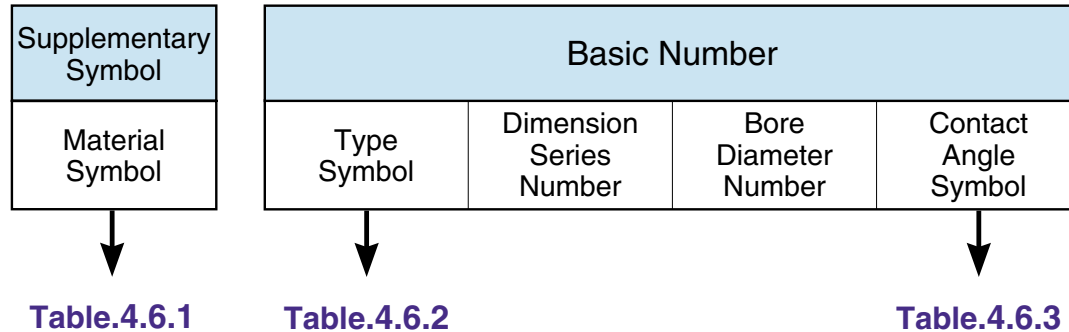 Supplementary
Symbol
Basic Number
Material
Symbol
Type
Symbol
Dimension
Series
Number
Bore
Diameter
Number
Contact
Angle
Symbol
Table.4.6.1
Table.4.6.2
Table.4.6.3